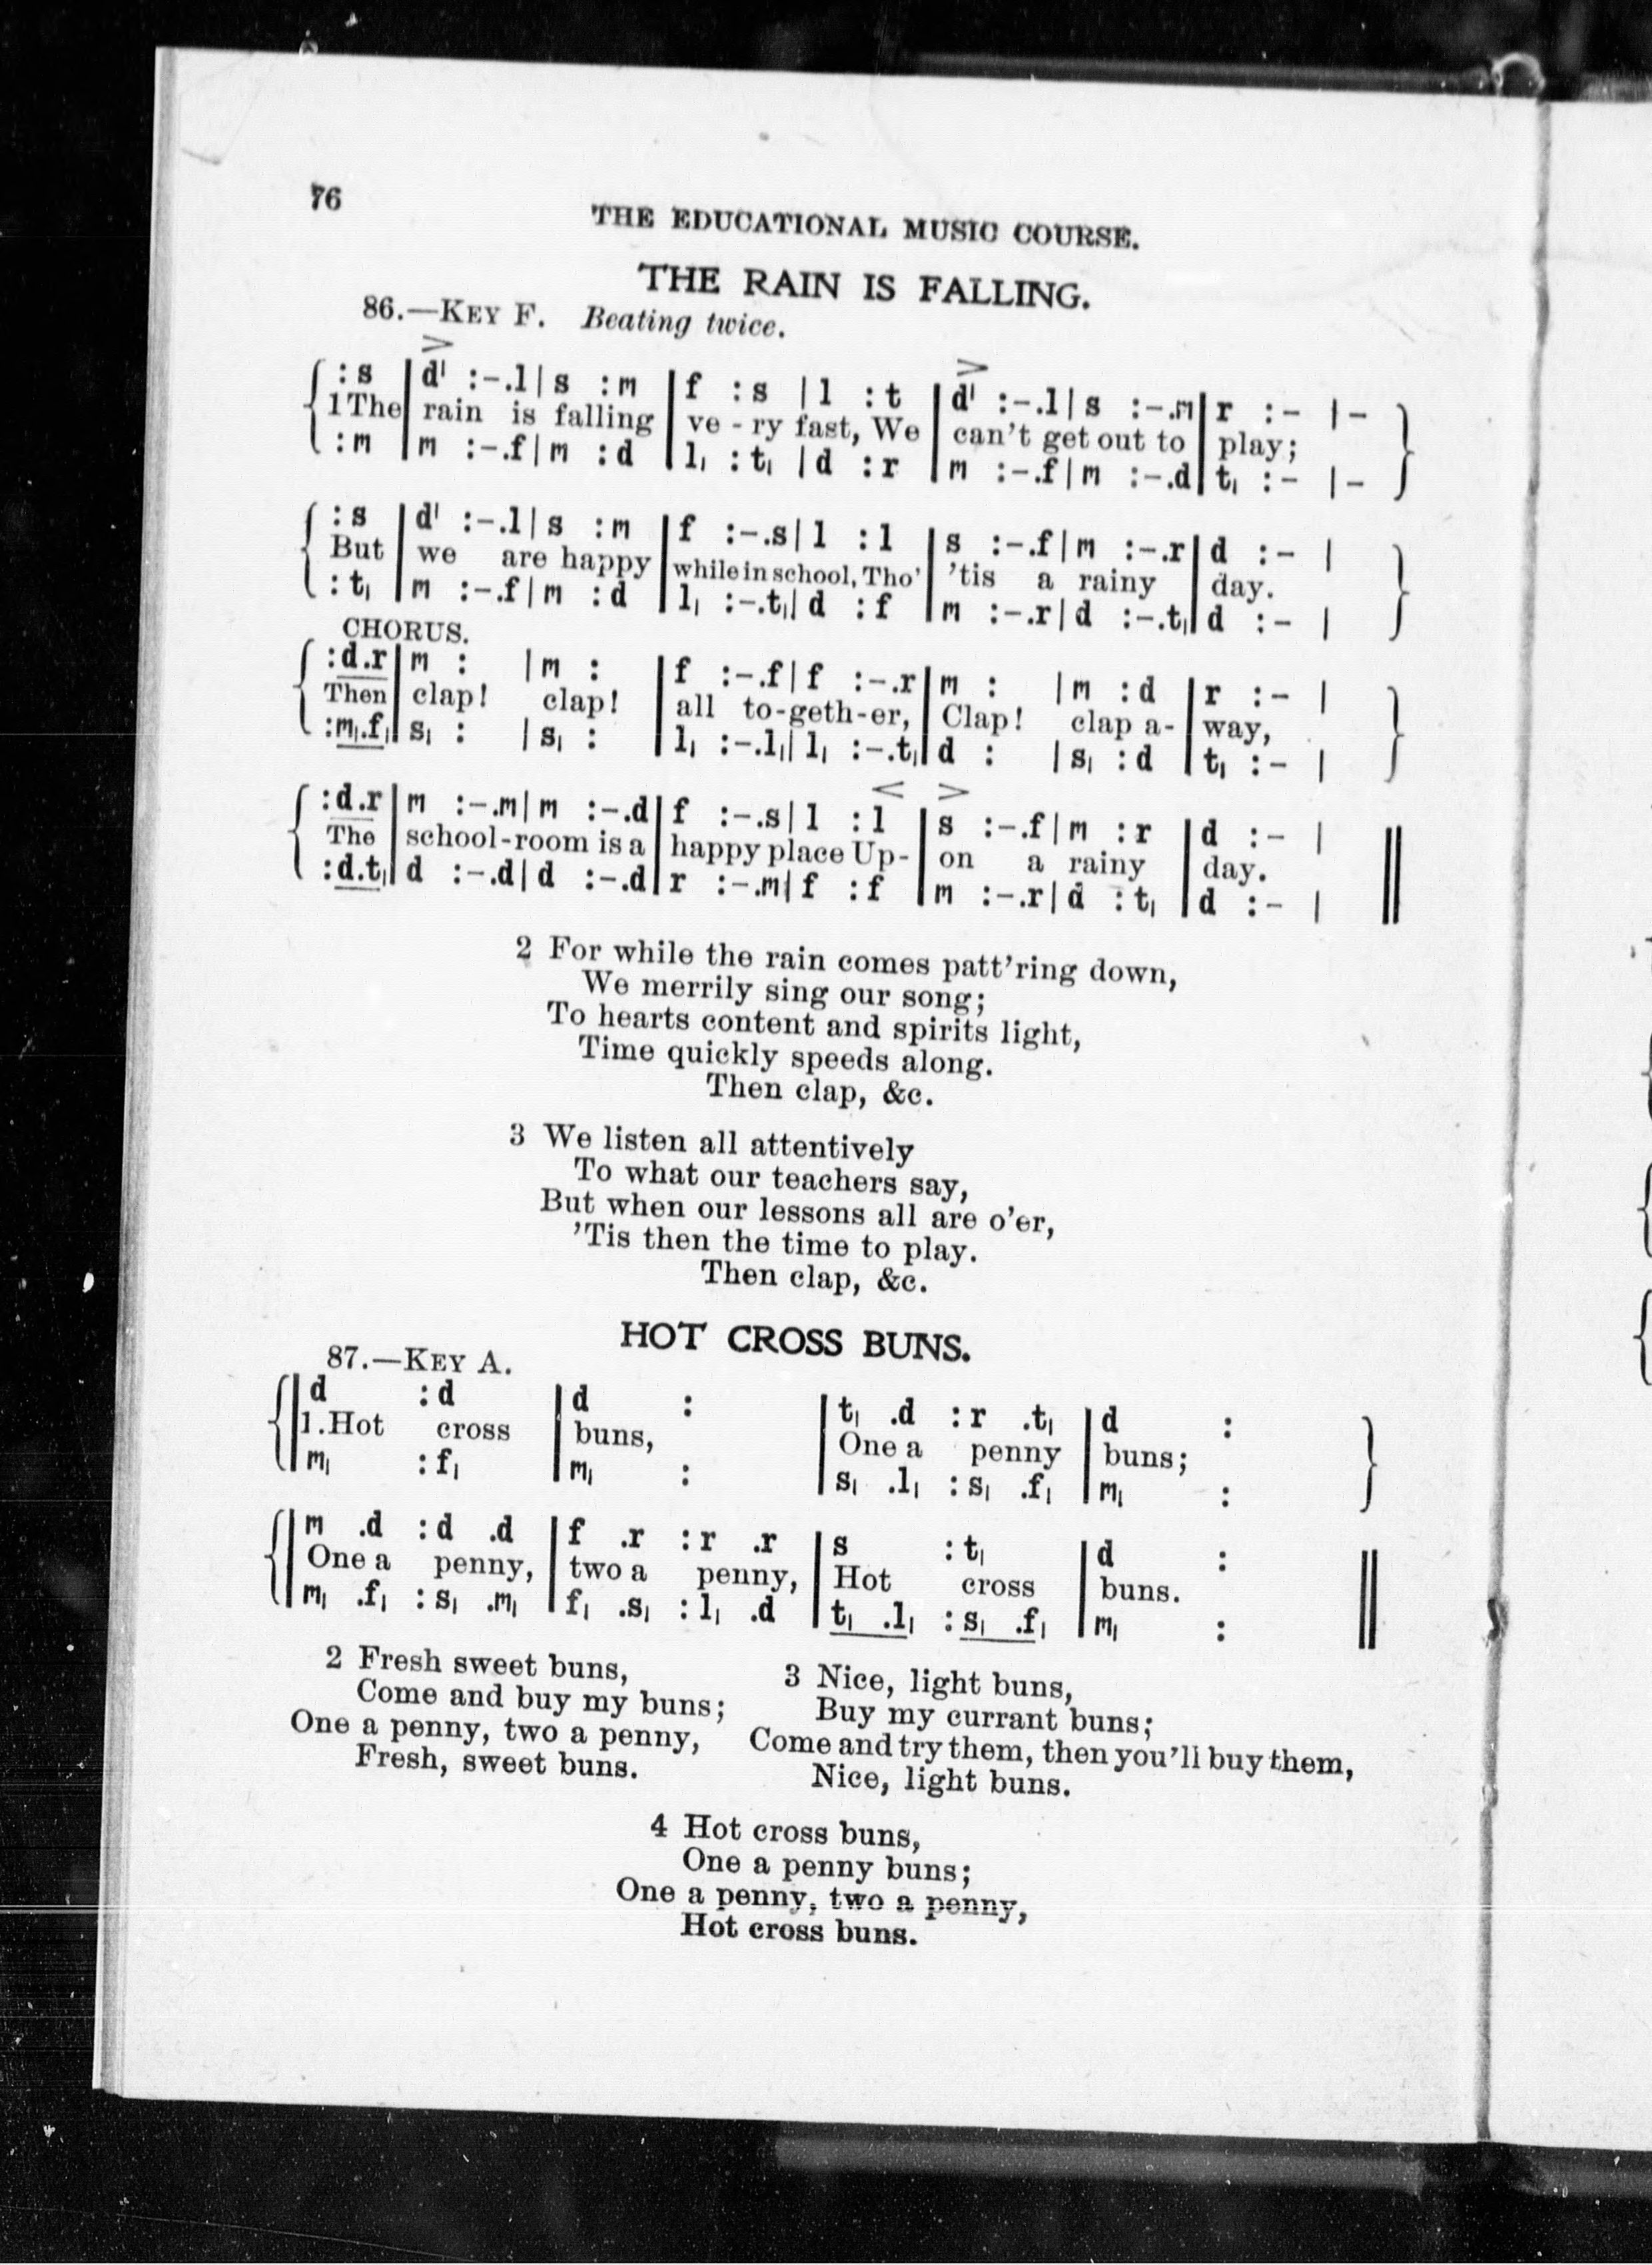 76
THE EDUCATIONAL MUSIC COURSE.
THE RAIN IS FALLING.
86.—KEY F. Beating twice.
> >
:s | d' :-.l | s :m | f :s | l :t | d' :-.l | s :-.m | r :- | -
1 The rain is falling ve - ry fast, We can't get out to play;
:m | m :-.f | m :d | l, :t, | d :r | m :-.f | m :-.d | t, :- | -
:s | d' :-.l | s :m | f :-.s | l :l | s :-.f | m :-.r | d :- |
But we are happy while in school, Tho' 'tis a rainy day.
:t, | m :-.f | m :d | l, :-.t, | d :f | m :-.r | d :-.t, | d :- |
CHORUS.
:d.r | m : | m : | f :-.f | f :-.r | m : | m :d | r :- |
Then clap! clap! all to-geth-er, Clap! clap a- way,
:m,.f, | s, : | s, : | l, :-.l, | l, :-.t, | d : | s, :d | t, :- |
< >
:d.r | m :-.m | m :-.d | f :-.s | l :l | s :-.f | m :r | d :- |
The school-room is a happy place Up- on a rainy day.
:d.t, | d :-.d | d :-.d | r :-.m | f :f | m :-.r | d :t, | d :- |
2 For while the rain comes patt'ring down,
We merrily sing our song;
To hearts content and spirits light,
Time quickly speeds along.
Then clap, &c.
3 We listen all attentively
To what our teachers say,
But when our lessons all are o'er,
'Tis then the time to play.
Then clap, &c.
HOT CROSS BUNS.
87.—KEY A.
| d :d | d : | t, .d :r .t, | d :
1. Hot cross buns, One a penny buns;
| m, :f, | m, : | s, .l, :s, .f, | m, :
| m .d :d .d | f .r :r .r | s :t, | d :
One a penny, two a penny, Hot cross buns.
| m, .f, :s, .m, | f, .s, :l, .d | t, .l, :s, .f, | m, :
2 Fresh sweet buns,
Come and buy my buns;
One a penny, two a penny,
Fresh, sweet buns.
3 Nice, light buns,
Buy my currant buns;
Come and try them, then you'll buy them,
Nice, light buns.
4 Hot cross buns,
One a penny buns;
One a penny, two a penny,
Hot cross buns.